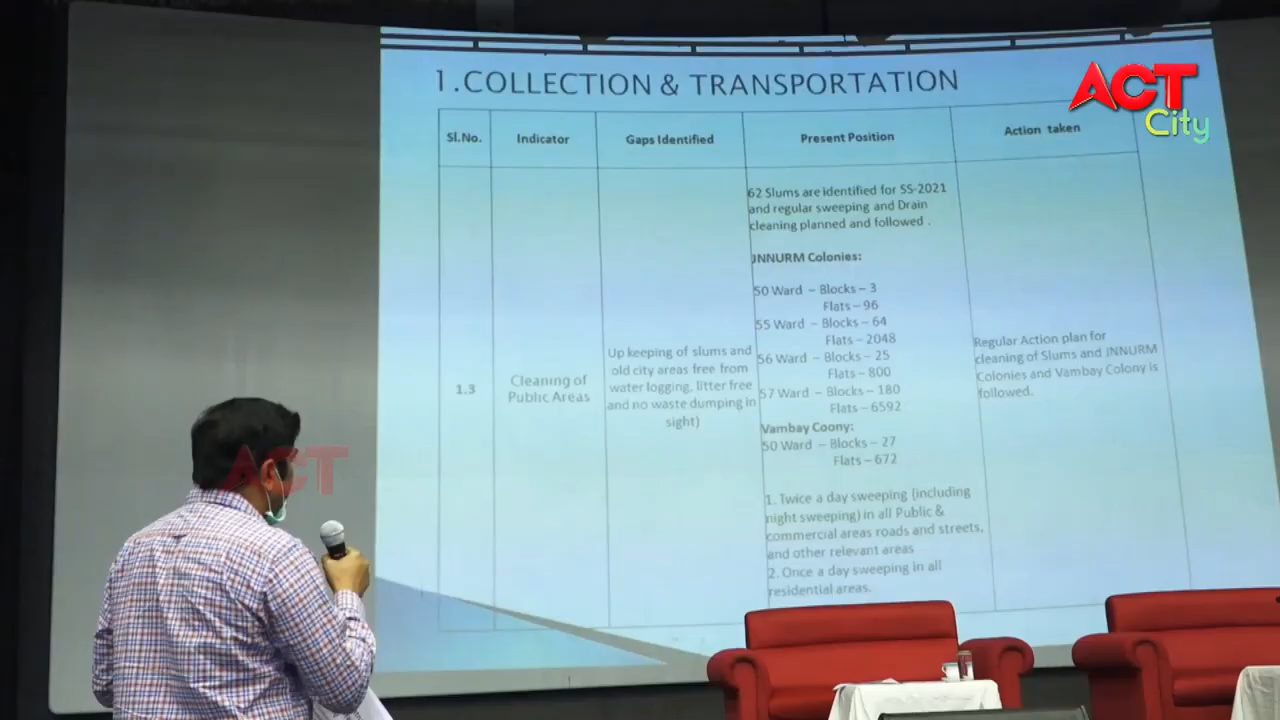 1.COLLECTION & TRANSPORTATION
ACT
City
Sl.No.
Indicator
Gaps Identified
Present Position
Action taken
1.3
Cleaning of
Public Areas
Up keeping of slums and
old city areas free from
water logging, litter free
and no waste dumping in
sight)
62 Slums are identified for SS-2021
and regular sweeping and Drain
cleaning planned and followed .
JNNURM Colonies:
50 Ward – Blocks – 3
Flats – 96
55 Ward – Blocks – 64
Flats – 2048
56 Ward – Blocks – 25
Flats – 800
57 Ward – Blocks – 180
Flats – 6592
Vambay Coony:
50 Ward – Blocks – 27
Flats – 672
1. Twice a day sweeping (including
night sweeping) in all Public &
commercial areas roads and streets,
and other relevant areas
2. Once a day sweeping in all
residential areas.
Regular Action plan for
cleaning of Slums and JNNURM
Colonies and Vambay Colony is
followed.
ACT